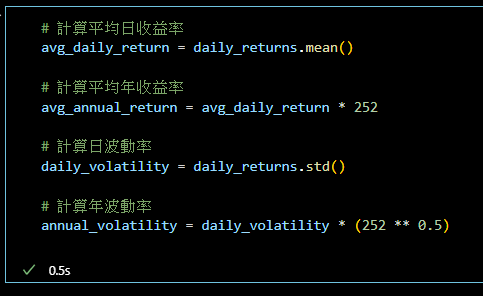 # 計算平均日收益率
avg_daily_return = daily_returns.mean()
# 計算平均年收益率
avg_annual_return = avg_daily_return * 252
# 計算日波動率
daily_volatility = daily_returns.std()
# 計算年波動率
annual_volatility = daily_volatility * (252 ** 0.5)
0.5s